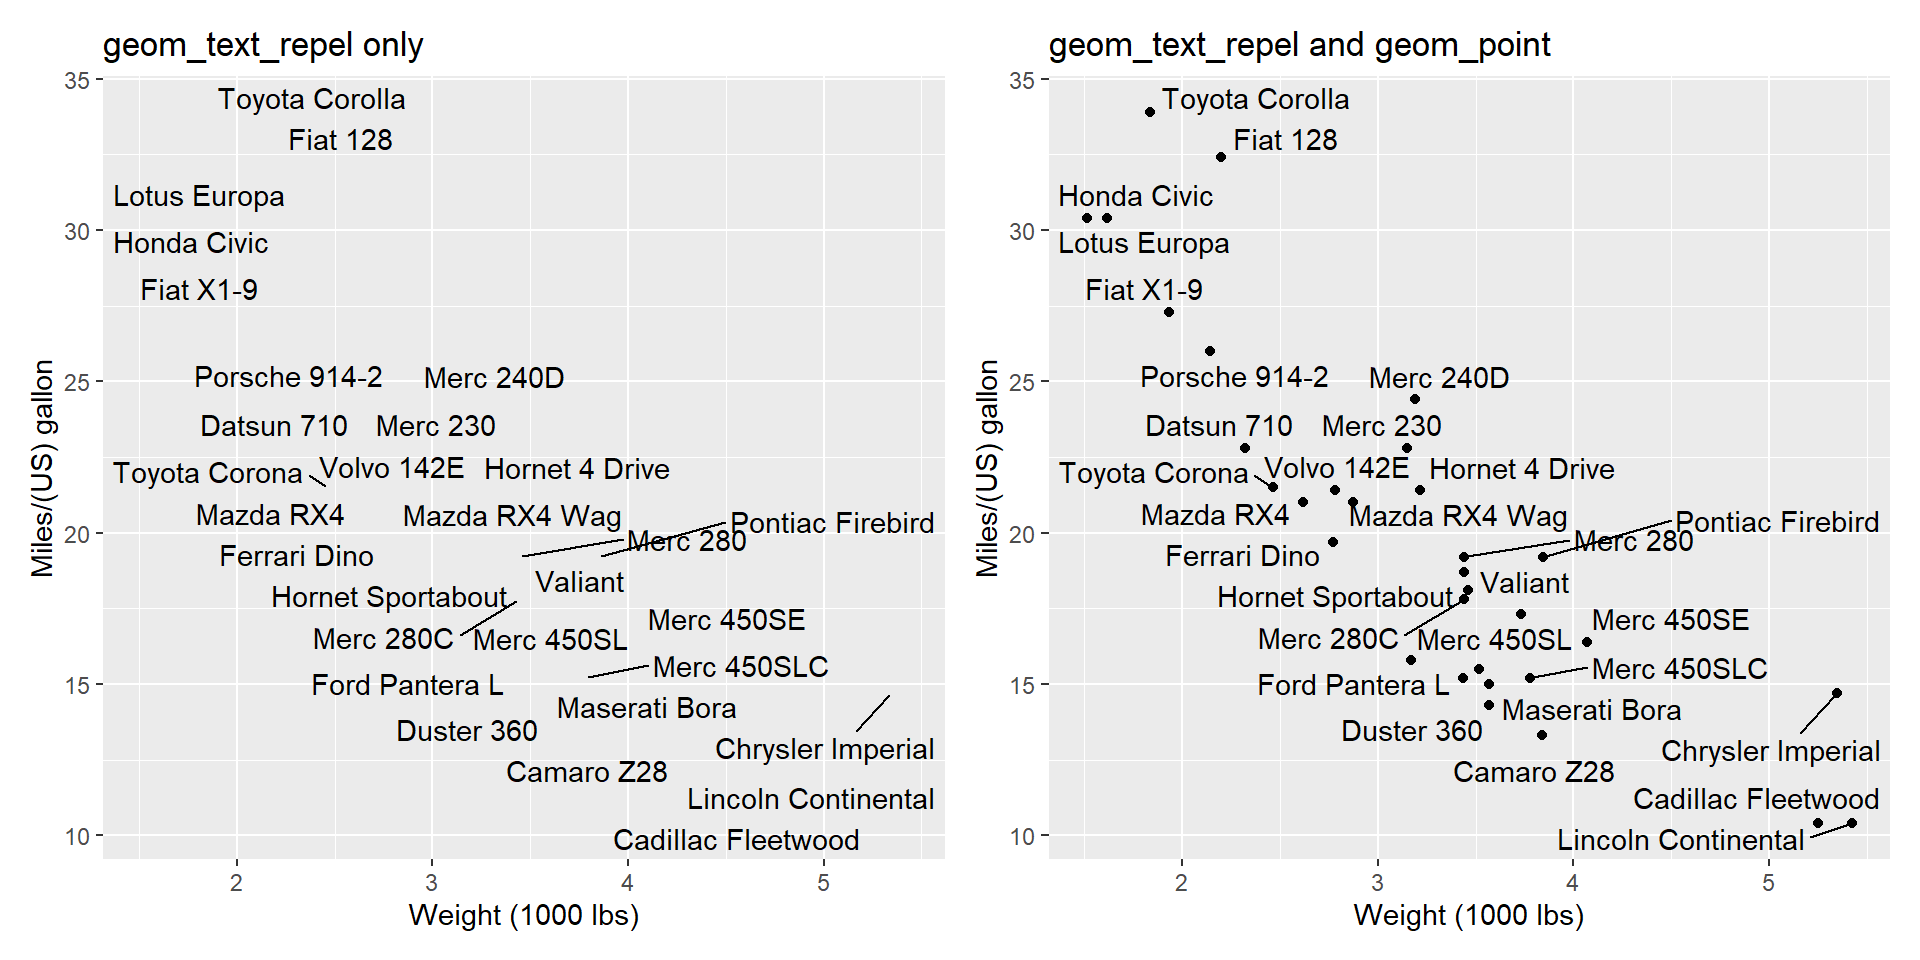 geom_text_repel only
Miles/(US) gallon
35
30
25
20
15
10
Toyota Corolla
Fiat 128
Lotus Europa
Honda Civic
Fiat X1-9
Porsche 914-2
Merc 240D
Datsun 710
Merc 230
Toyota Corona
Volvo 142E
Hornet 4 Drive
Mazda RX4
Mazda RX4 Wag
Pontiac Firebird
Merc 280
Ferrari Dino
Valiant
Hornet Sportabout
Merc 450SE
Merc 280C
Merc 450SL
Merc 450SLC
Ford Pantera L
Maserati Bora
Duster 360
Chrysler Imperial
Camaro Z28
Lincoln Continental
Cadillac Fleetwood
2
3
4
5
Weight (1000 lbs)
geom_text_repel and geom_point
Miles/(US) gallon
35
30
25
20
15
10
Toyota Corolla
Fiat 128
Honda Civic
Lotus Europa
Fiat X1-9
Porsche 914-2
Merc 240D
Datsun 710
Merc 230
Toyota Corona
Volvo 142E
Hornet 4 Drive
Mazda RX4
Mazda RX4 Wag
Pontiac Firebird
Merc 280
Ferrari Dino
Valiant
Hornet Sportabout
Merc 450SE
Merc 280C
Merc 450SL
Merc 450SLC
Ford Pantera L
Maserati Bora
Duster 360
Chrysler Imperial
Camaro Z28
Cadillac Fleetwood
Lincoln Continental
2
3
4
5
Weight (1000 lbs)